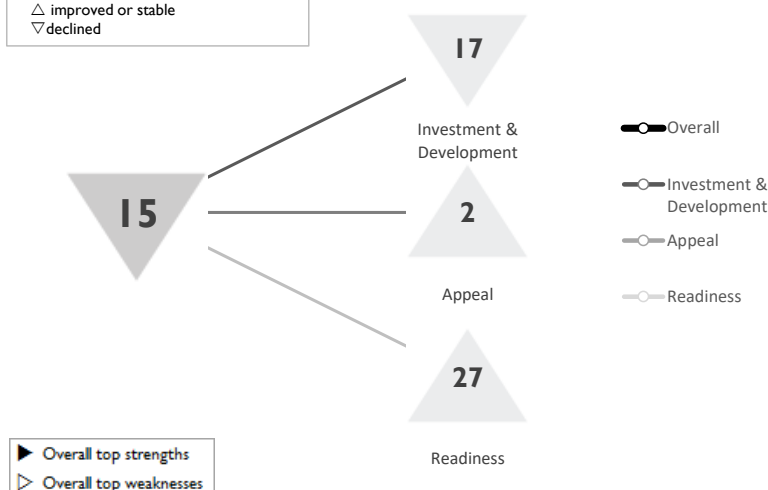 △ improved or stable
▽ declined
17
Investment &
Development
15
2
Appeal
27
Readiness
Overall
Investment &
Development
Appeal
Readiness
▶ Overall top strengths
▷ Overall top weaknesses